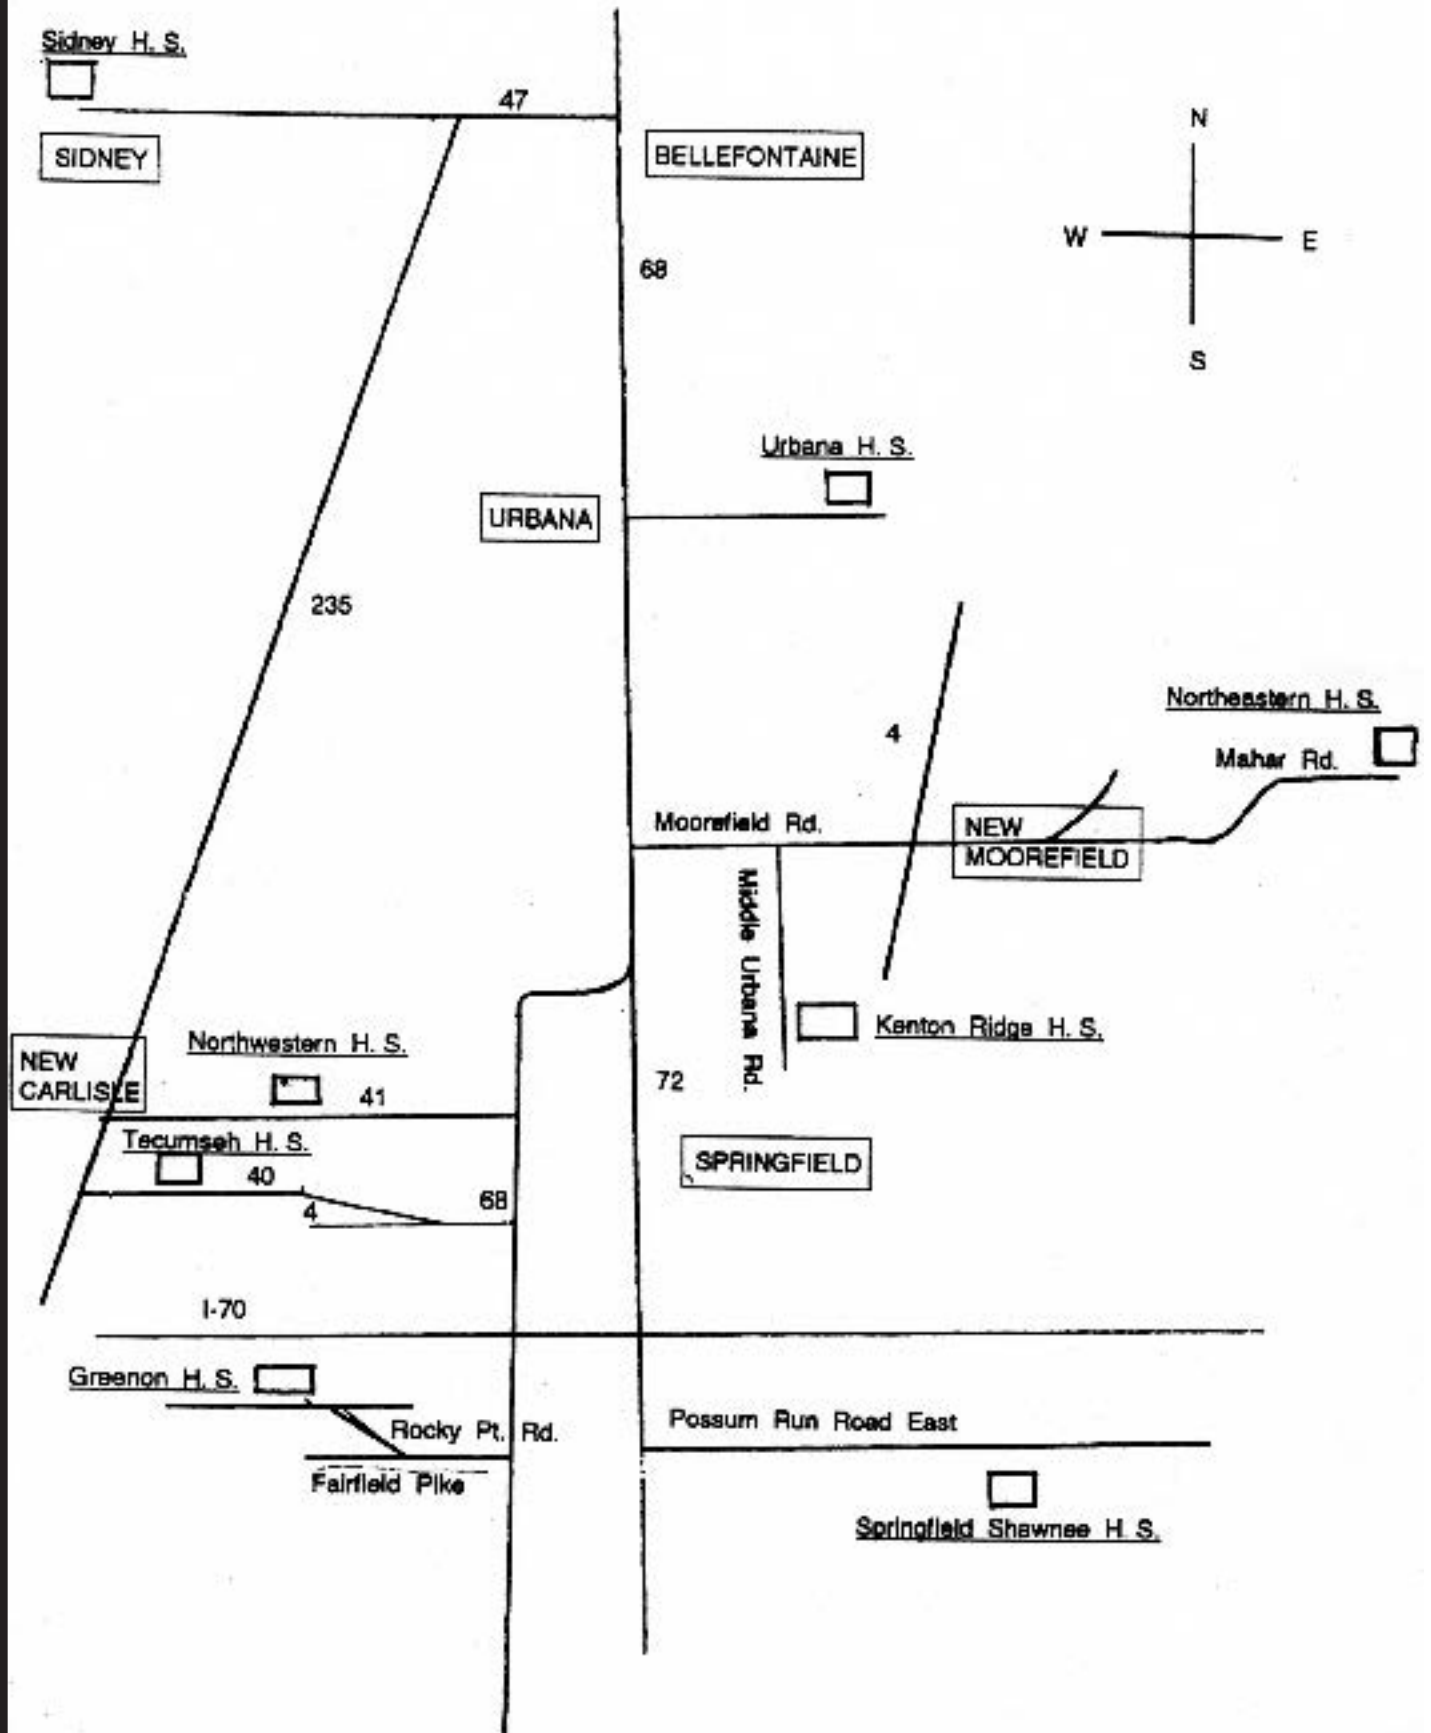 Sidney H. S.
47
SIDNEY
BELLEFONTAINE
N
W
E
S
68
Urbana H. S.
URBANA
235
Northeastern H. S.
4
Mahar Rd.
Moorefield Rd.
NEW
MOOREFIELD
Middle Urbana Rd.
Kenton Ridge H. S.
NEW
CARLISLE
Northwestern H. S.
41
72
Tecumseh H. S.
40
SPRINGFIELD
4
68
I-70
Greenon H. S.
Rocky Pt. Rd.
Possum Run Road East
Fairfield Pike
Springfield Shawnee H. S.